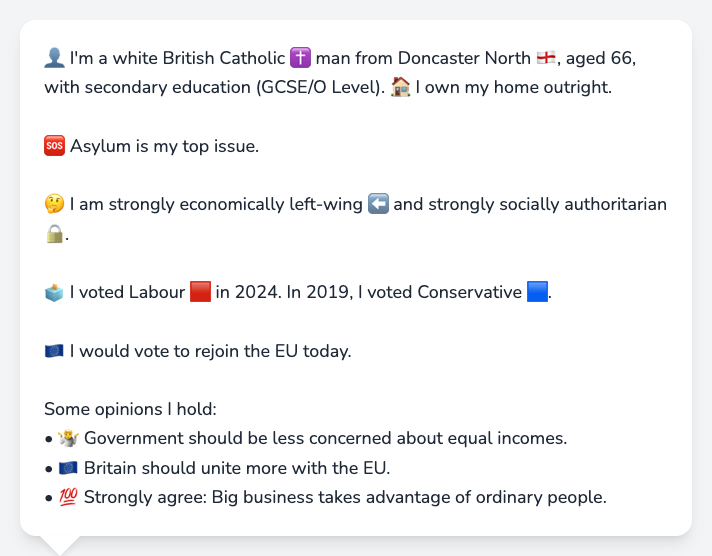 👤 I'm a white British Catholic ✝️ man from Doncaster North 🏴󠁧󠁢󠁥󠁮󠁧󠁿, aged 66,
with secondary education (GCSE/O Level). 🏠 I own my home outright.
🆘 Asylum is my top issue.
🤔 I am strongly economically left-wing ⬅️ and strongly socially authoritarian
🔒.
🗳️ I voted Labour 🟥 in 2024. In 2019, I voted Conservative 🟦.
🇪🇺 I would vote to rejoin the EU today.
Some opinions I hold:
• 🤷 Government should be less concerned about equal incomes.
• 🇪🇺 Britain should unite more with the EU.
• 💯 Strongly agree: Big business takes advantage of ordinary people.